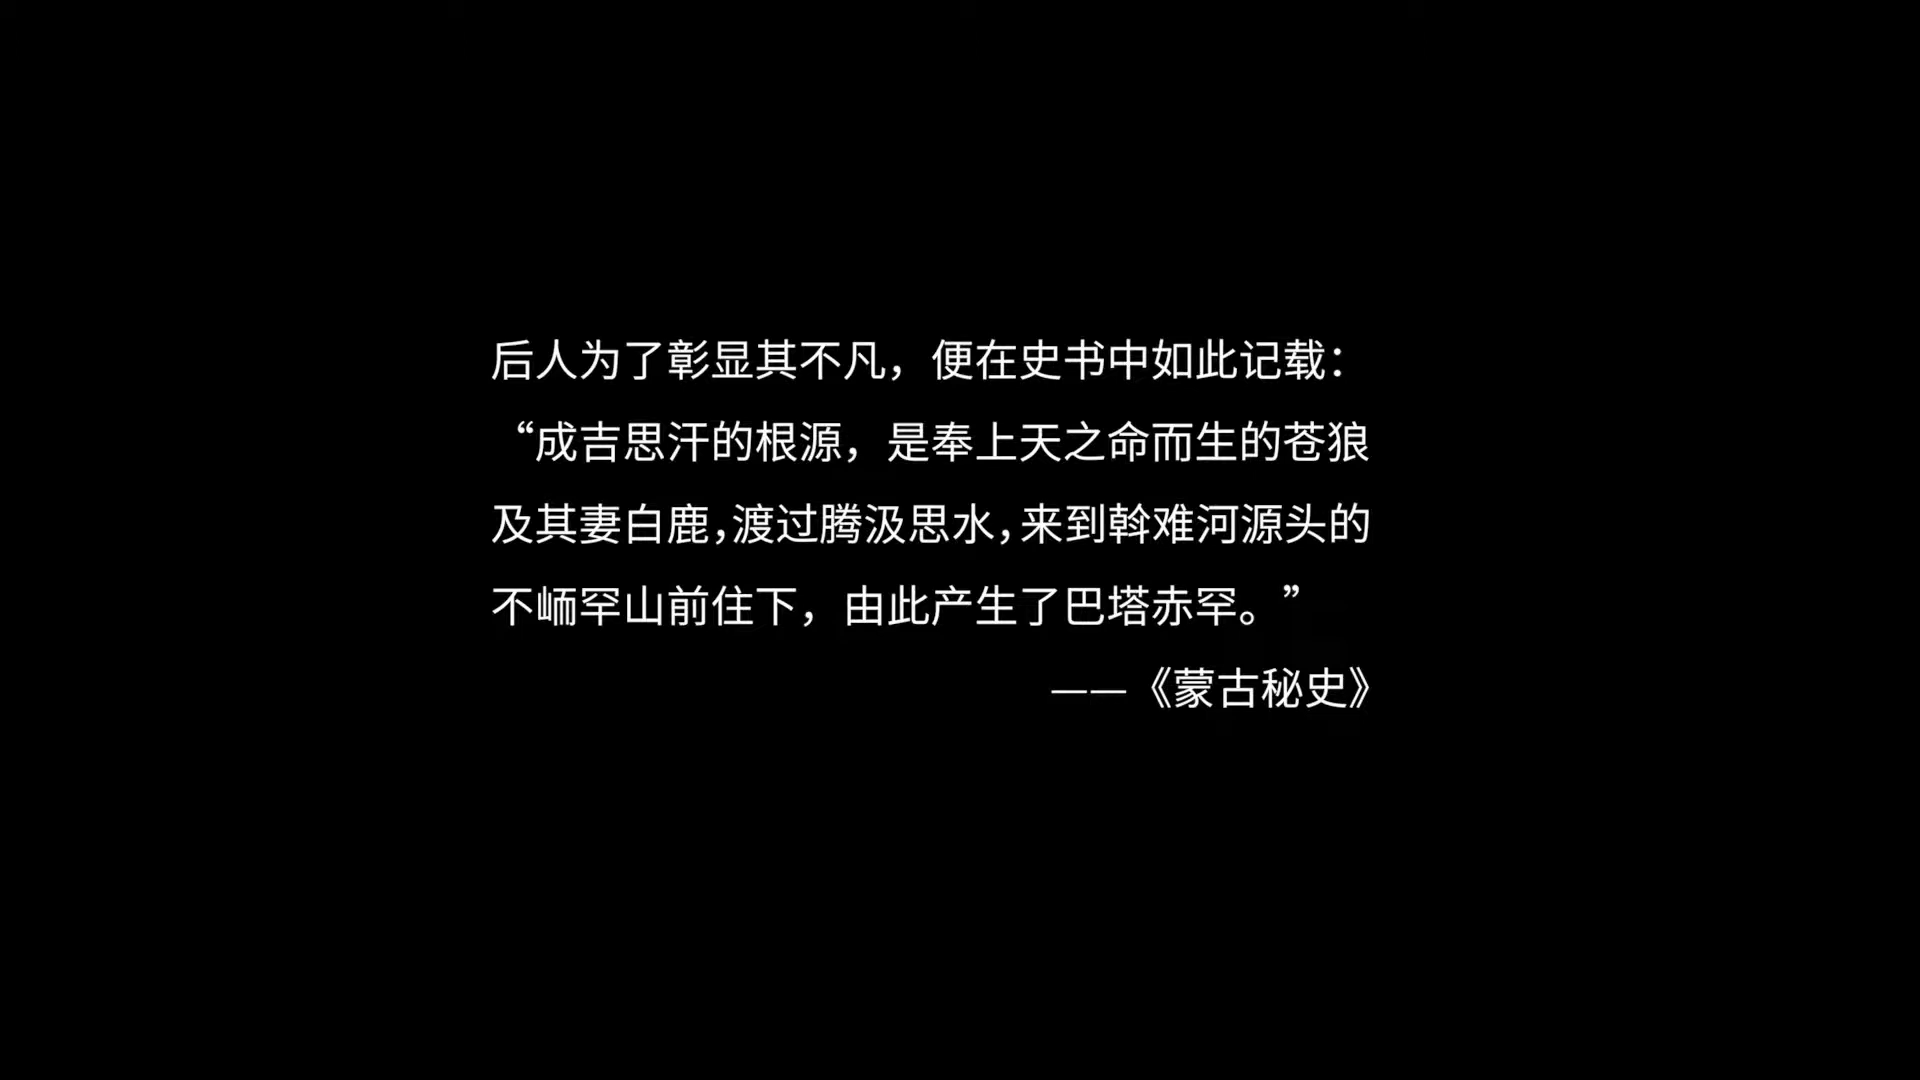 后人为了彰显其不凡，便在史书中如此记载：
“成吉思汗的根源，是奉上天之命而生的苍狼
及其妻白鹿，渡过腾汲思水，来到斡难河源头的
不峏罕山前住下，由此产生了巴塔赤罕。”
——《蒙古秘史》